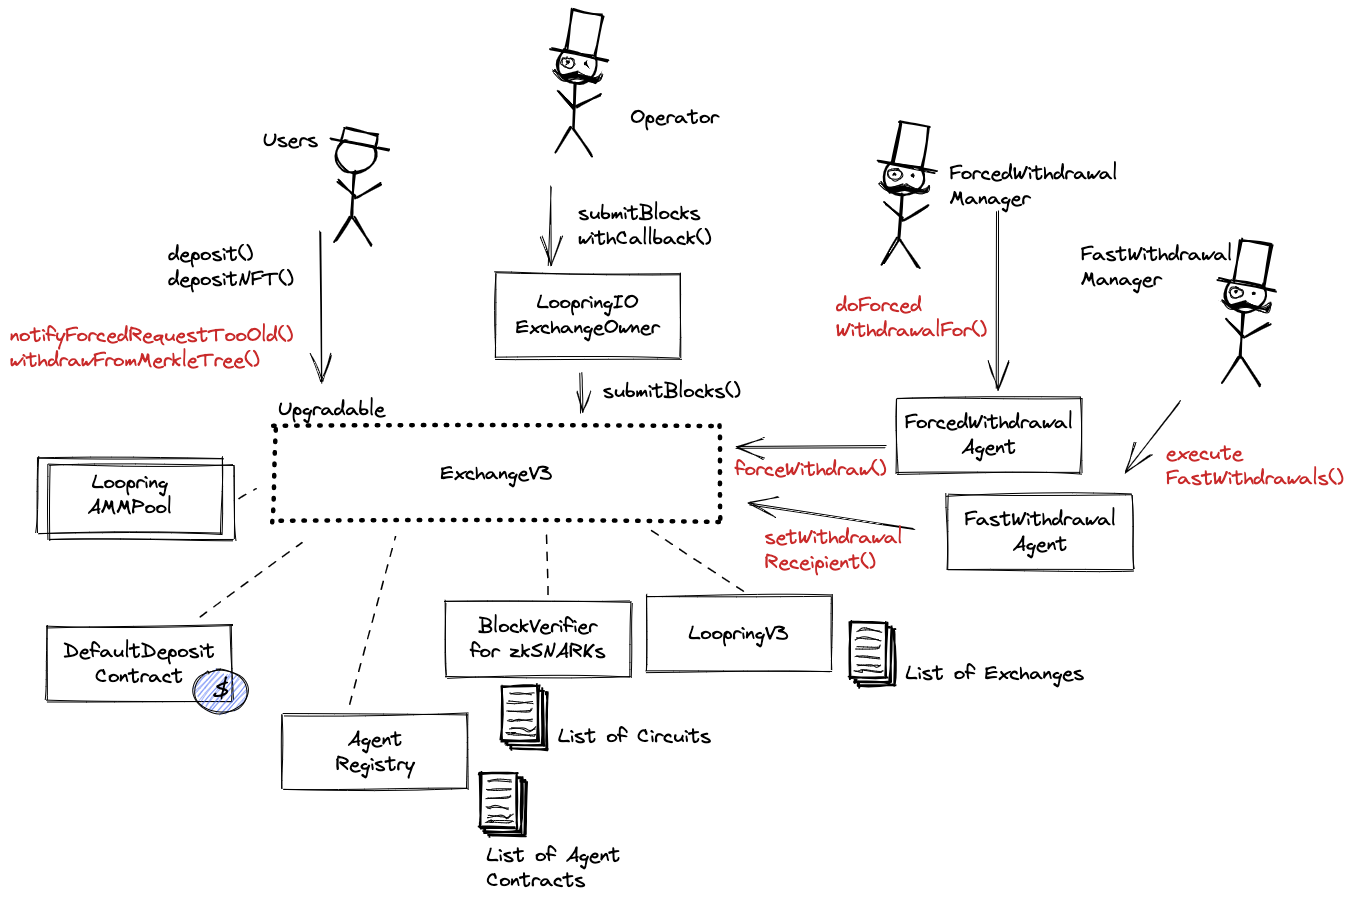 Operator
Users
ForcedWithdrawal
Manager
submitBlocks
withCallback()
deposit()
depositNFT()
FastWithdrawal
Manager
LoopringIO
ExchangeOwner
doForced
WithdrawalFor()
notifyForcedRequestTooOld()
withdrawFromMerkleTree()
submitBlocks()
Upgradable
ForcedWithdrawal
Agent
ExchangeV3
forceWithdraw()
execute
FastWithdrawals()
Loopring
AMMPool
FastWithdrawal
Agent
setWithdrawal
Receipient()
BlockVerifier
for zkSNARKs
LoopringV3
DefaultDeposit
Contract
$
List of Exchanges
List of Circuits
Agent
Registry
List of Agent
Contracts